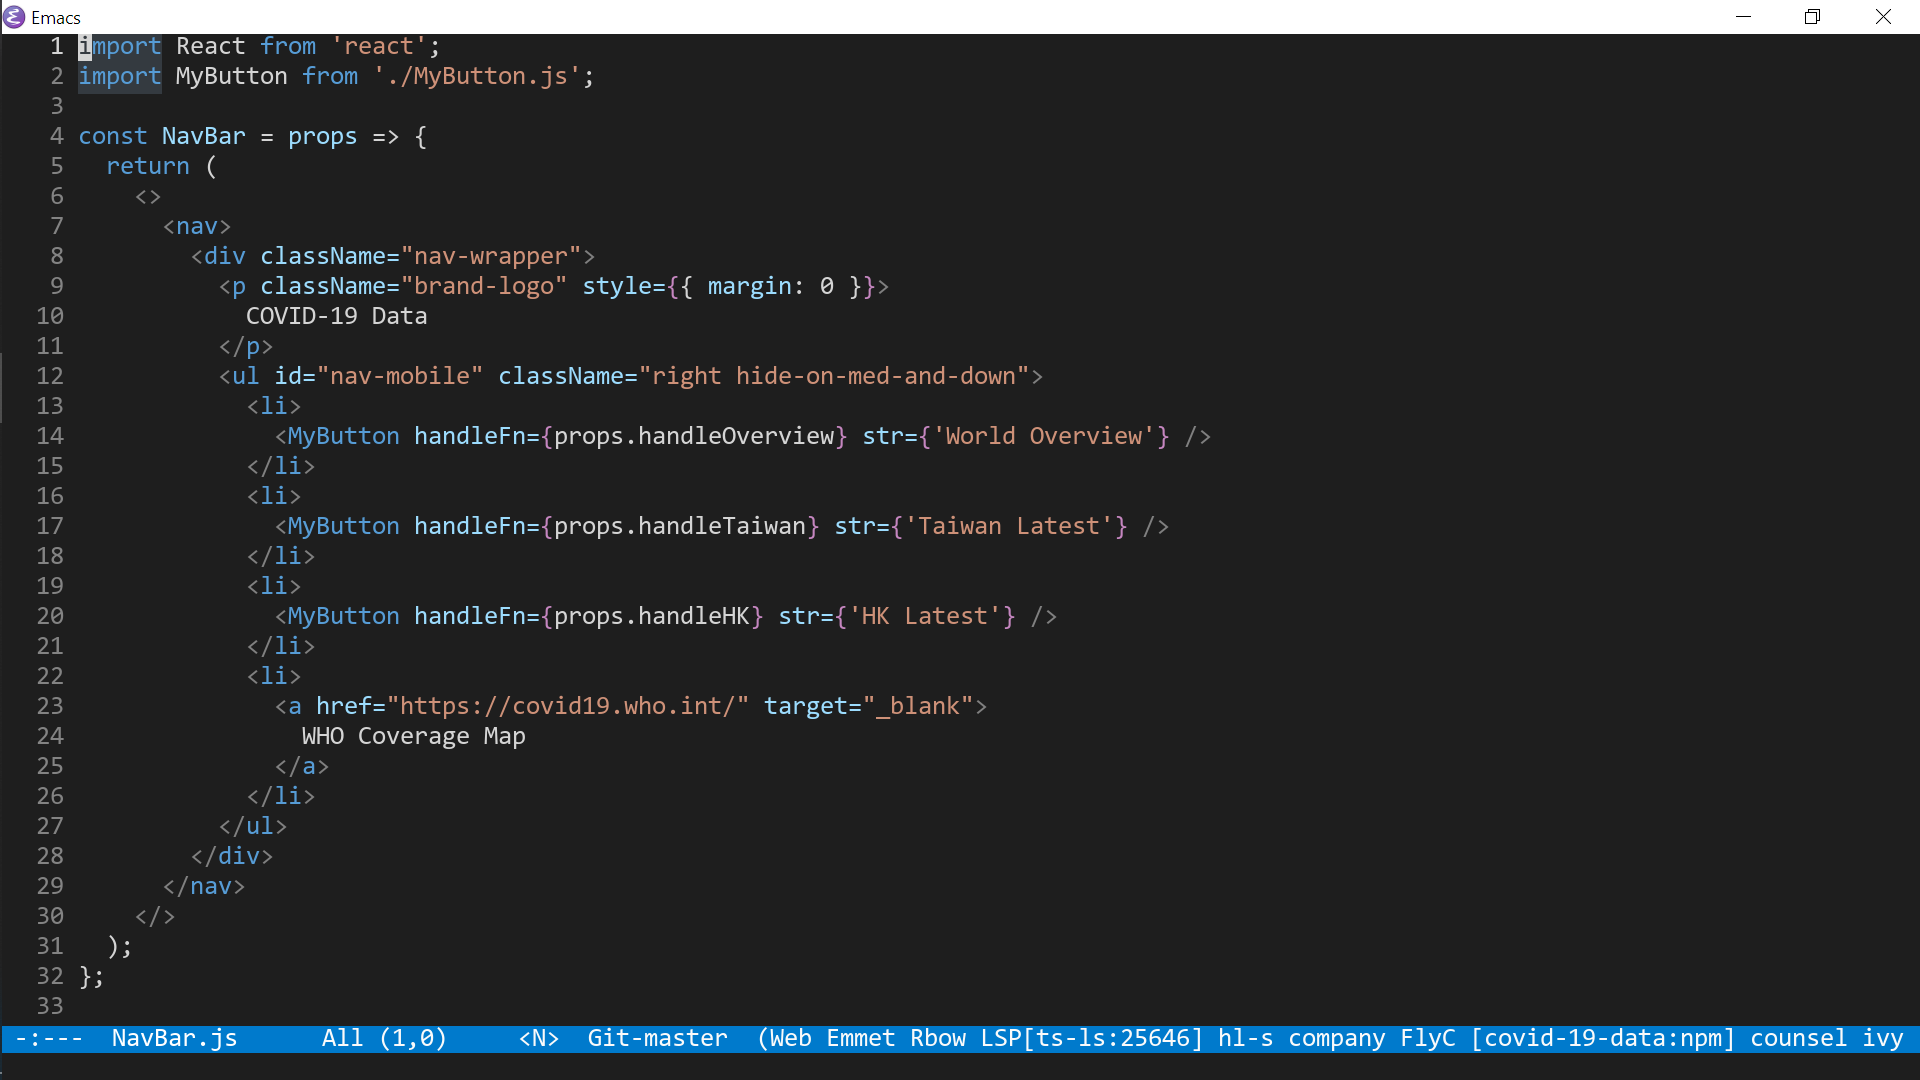 Emacs
1 import React from 'react';
2 import MyButton from './MyButton.js';
3
4 const NavBar = props => {
5   return (
6     <>
7       <nav>
8         <div className="nav-wrapper">
9           <p className="brand-logo" style={{ margin: 0 }}>
10             COVID-19 Data
11           </p>
12           <ul id="nav-mobile" className="right hide-on-med-and-down">
13             <li>
14               <MyButton handleFn={props.handleOverview} str={'World Overview'} />
15             </li>
16             <li>
17               <MyButton handleFn={props.handleTaiwan} str={'Taiwan Latest'} />
18             </li>
19             <li>
20               <MyButton handleFn={props.handleHK} str={'HK Latest'} />
21             </li>
22             <li>
23               <a href="https://covid19.who.int/" target="_blank">
24                 WHO Coverage Map
25               </a>
26             </li>
27           </ul>
28         </div>
29       </nav>
30     </>
31   );
32 };
33
-:---  NavBar.js      All (1,0)     <N>  Git-master  (Web Emmet Rbow LSP[ts-ls:25646] hl-s company FlyC [covid-19-data:npm] counsel ivy